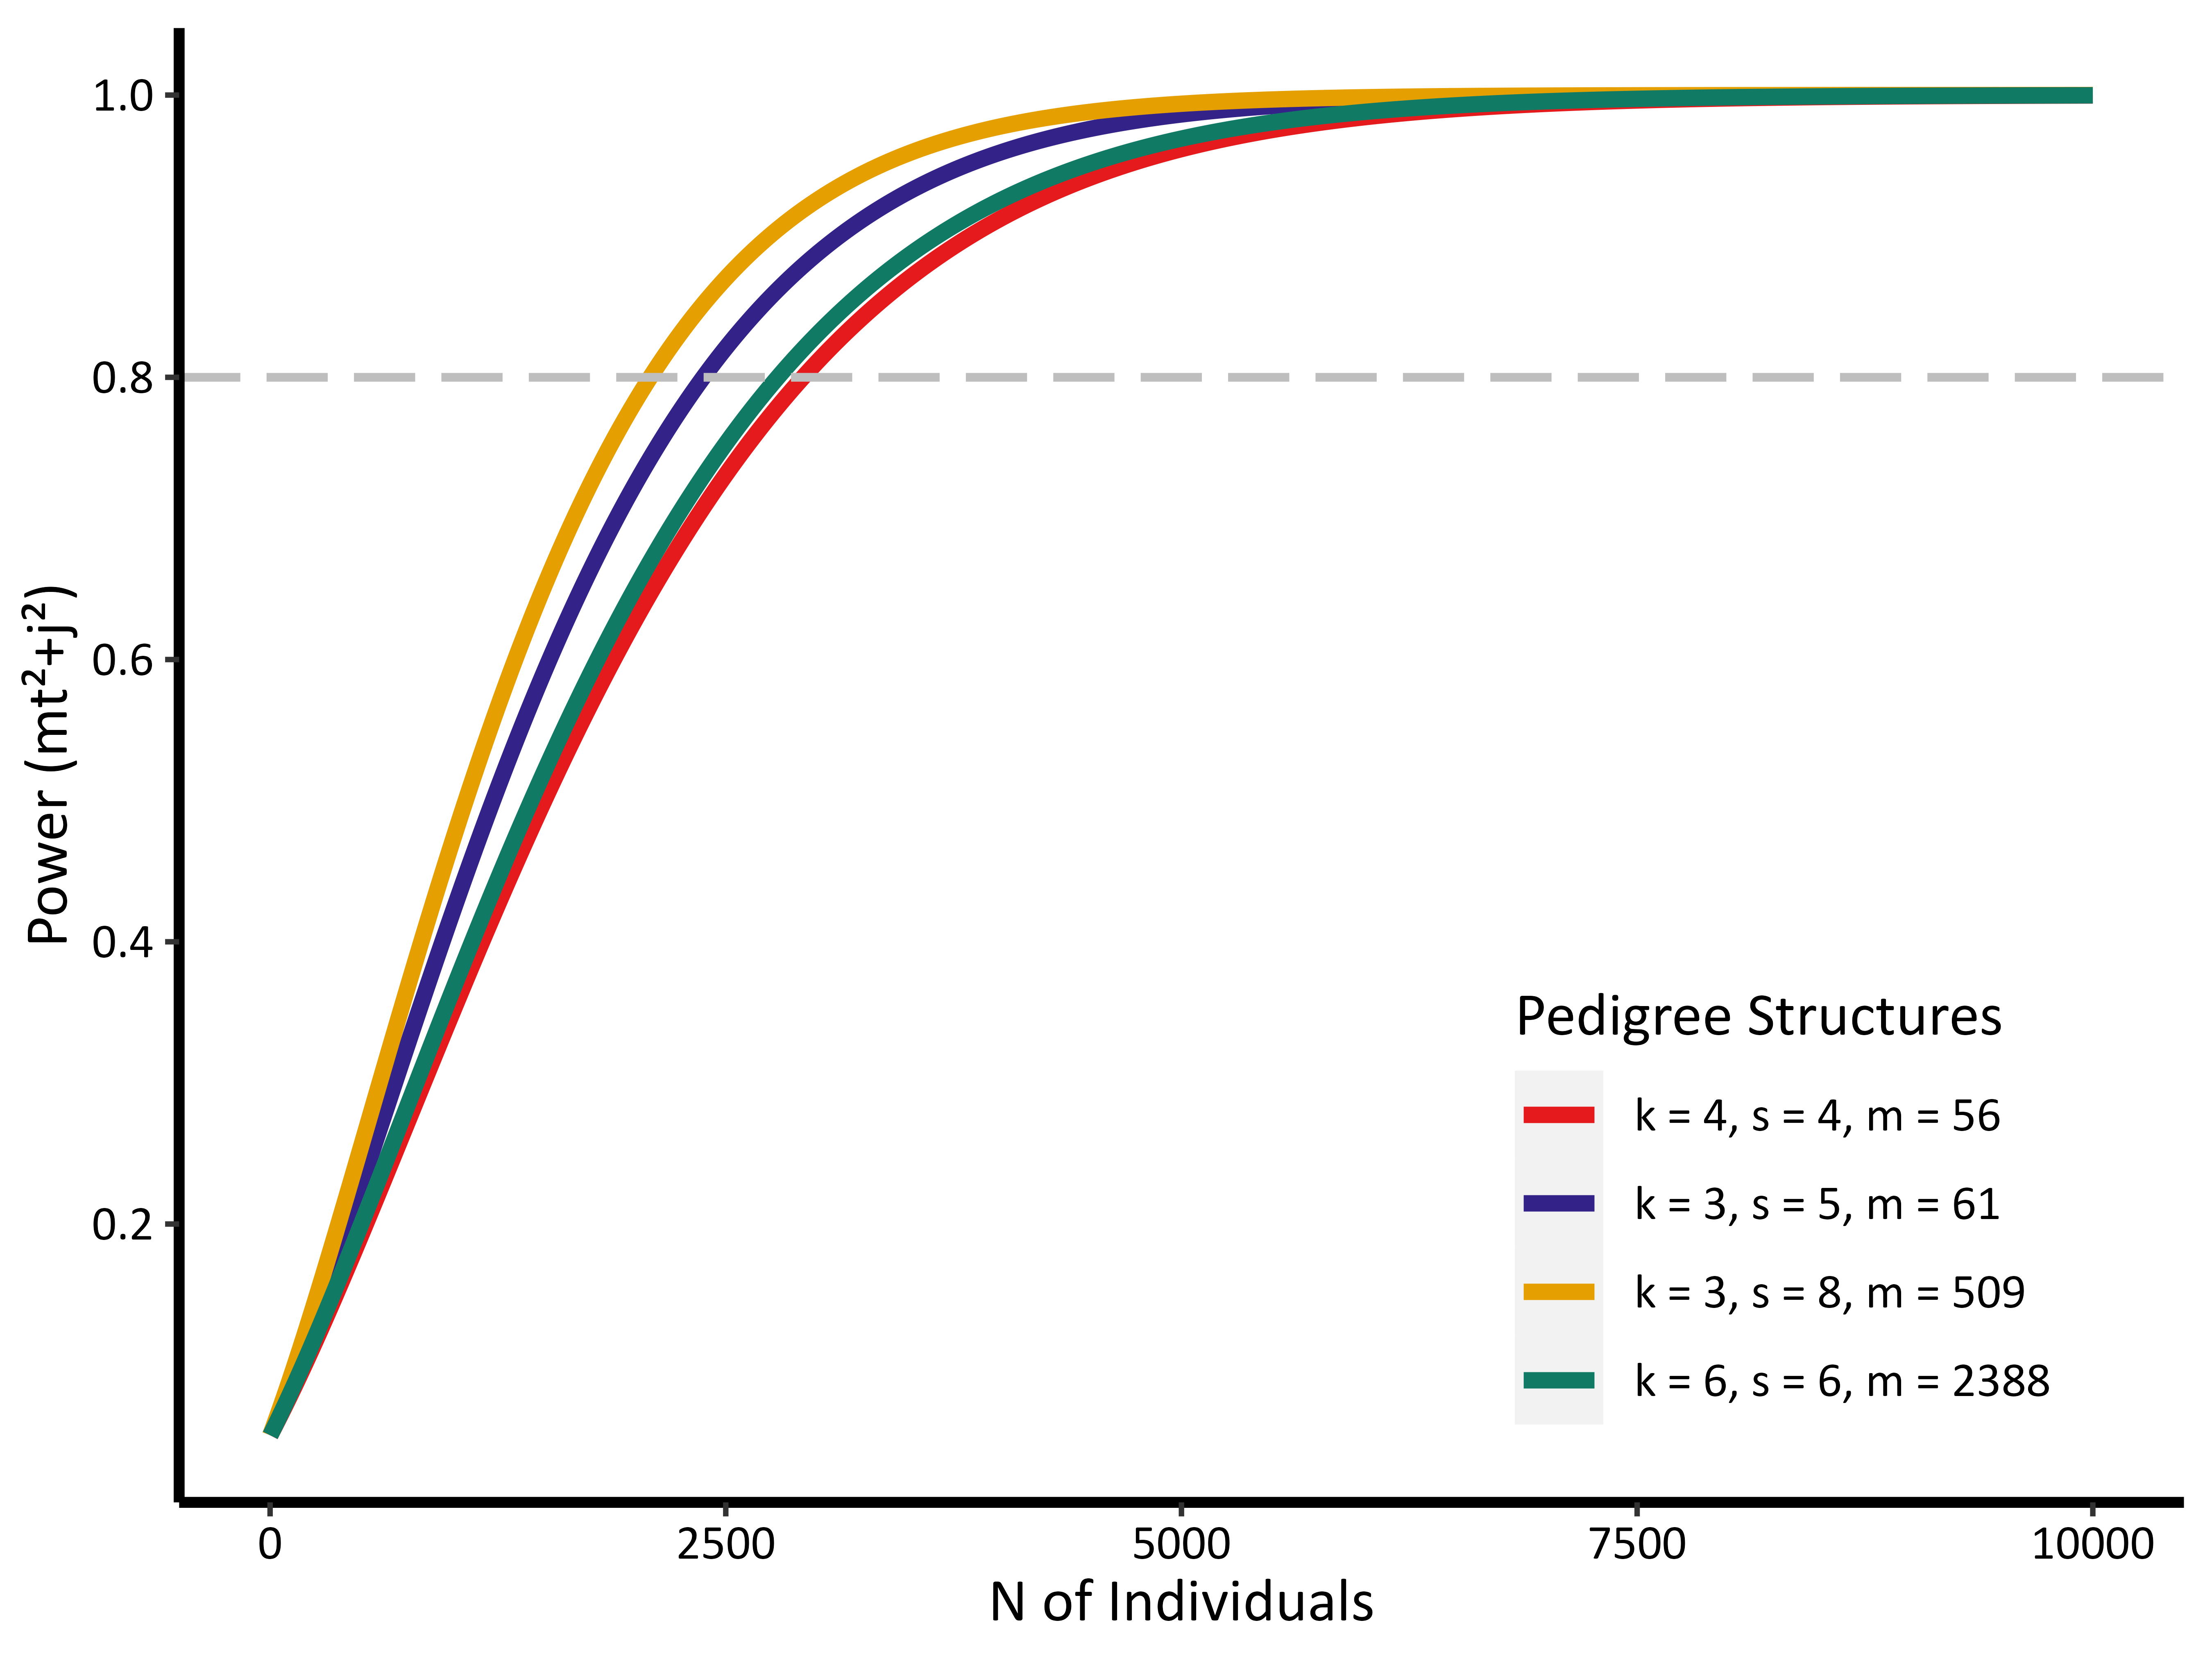 Power (mt²+j²)
1.0
0.8
0.6
0.4
0.2
0
2500
5000
7500
10000
N of Individuals
Pedigree Structures
k = 4, s = 4, m = 56
k = 3, s = 5, m = 61
k = 3, s = 8, m = 509
k = 6, s = 6, m = 2388